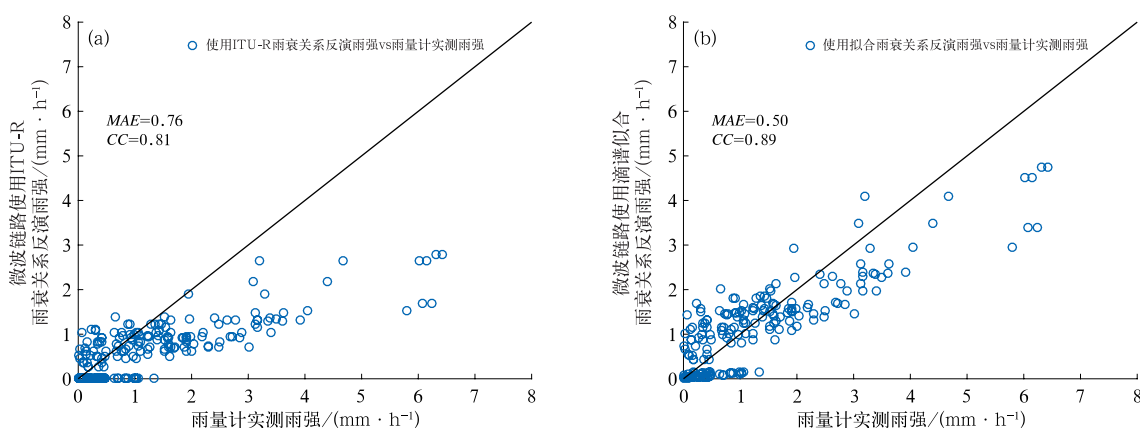 (a)
使用ITU-R雨衰关系反演雨强vs雨量计实测雨强
MAE=0.76
CC=0.81
微波链路使用ITU-R
雨衰关系反演雨强/(mm · h⁻¹)
8
7
6
5
4
3
2
1
0
0 1 2 3 4 5 6 7 8
雨量计实测雨强/(mm · h⁻¹)
(b)
使用拟合雨衰关系反演雨强vs雨量计实测雨强
MAE=0.50
CC=0.89
微波链路使用滴谱似合
雨衰关系反演雨强/(mm · h⁻¹)
8
7
6
5
4
3
2
1
0
0 1 2 3 4 5 6 7 8
雨量计实测雨强/(mm · h⁻¹)